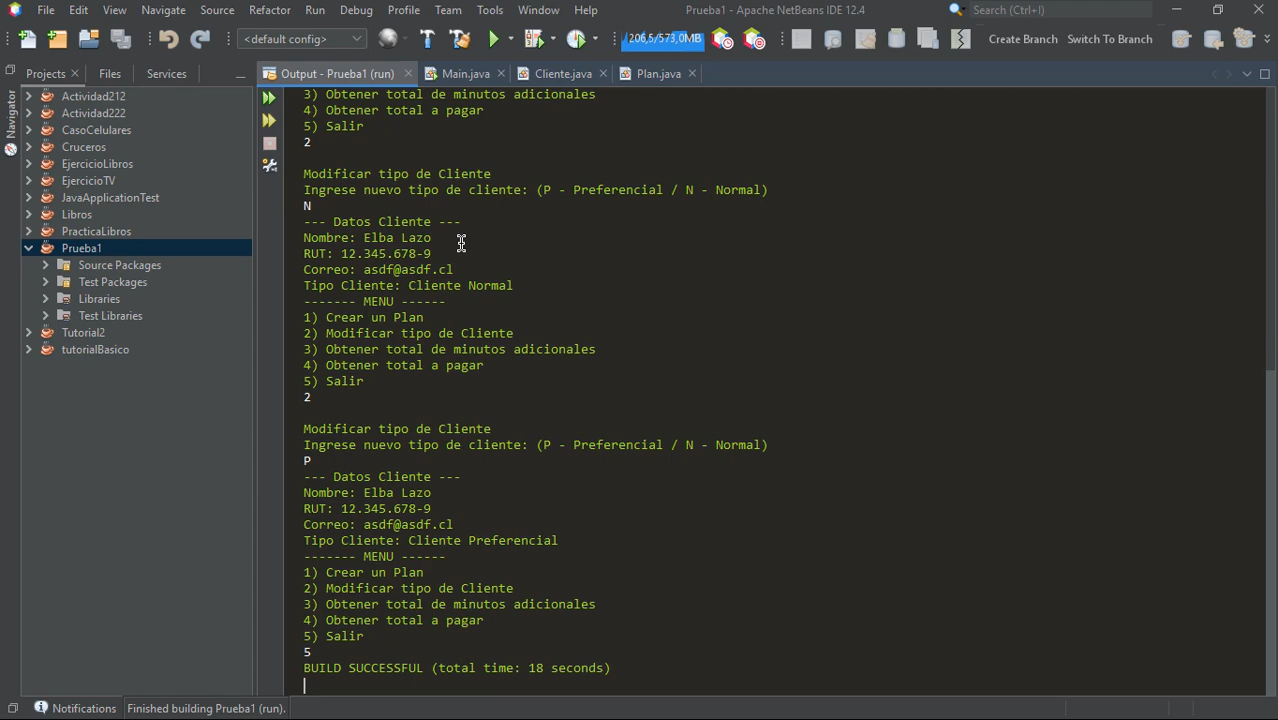 File Edit View Navigate Source Refactor Run Debug Profile Team Tools Window Help Prueba1 - Apache NetBeans IDE 12.4 Search (Ctrl+I)
<default config> 206,5/573,0MB Create Branch Switch To Branch
Projects Files Services Output - Prueba1 (run) Main.java Cliente.java Plan.java
Navigator
Actividad212
Actividad222
CasoCelulares
Cruceros
EjercicioLibros
EjercicioTV
JavaApplicationTest
Libros
PracticaLibros
Prueba1
Source Packages
Test Packages
Libraries
Test Libraries
Tutorial2
tutorialBasico
3) Obtener total de minutos adicionales
4) Obtener total a pagar
5) Salir
2
Modificar tipo de Cliente
Ingrese nuevo tipo de cliente: (P - Preferencial / N - Normal)
N
--- Datos Cliente ---
Nombre: Elba Lazo
RUT: 12.345.678-9
Correo: asdf@asdf.cl
Tipo Cliente: Cliente Normal
------- MENU ------
1) Crear un Plan
2) Modificar tipo de Cliente
3) Obtener total de minutos adicionales
4) Obtener total a pagar
5) Salir
2
Modificar tipo de Cliente
Ingrese nuevo tipo de cliente: (P - Preferencial / N - Normal)
P
--- Datos Cliente ---
Nombre: Elba Lazo
RUT: 12.345.678-9
Correo: asdf@asdf.cl
Tipo Cliente: Cliente Preferencial
------- MENU ------
1) Crear un Plan
2) Modificar tipo de Cliente
3) Obtener total de minutos adicionales
4) Obtener total a pagar
5) Salir
5
BUILD SUCCESSFUL (total time: 18 seconds)
Notifications Finished building Prueba1 (run).